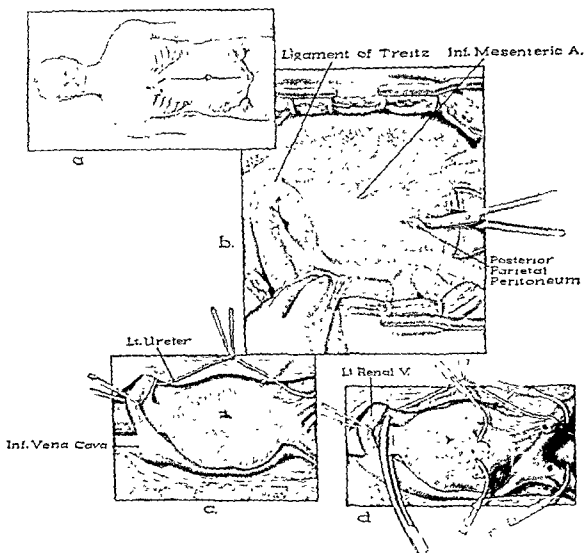 a
Ligament of Treitz
Inf. Mesenteric A.
b.
Posterior
Parietal
Peritoneum
Lt. Ureter
Inf. Vena Cava
c.
Lt Renal V.
d